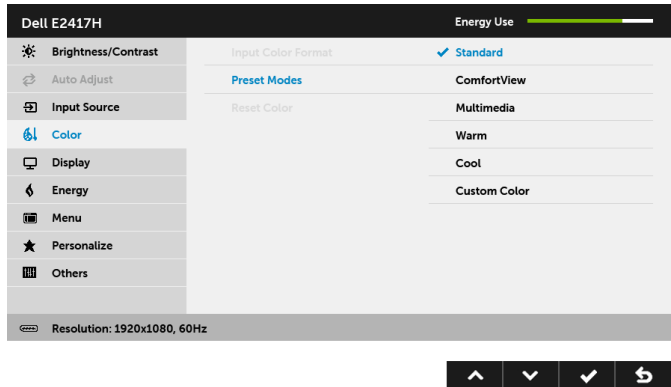 Dell E2417H Energy Use
Brightness/Contrast Input Color Format Standard
Auto Adjust Preset Modes ComfortView
Input Source Reset Color Multimedia
Color Warm
Display Cool
Energy Custom Color
Menu
Personalize
Others
Resolution: 1920x1080, 60Hz